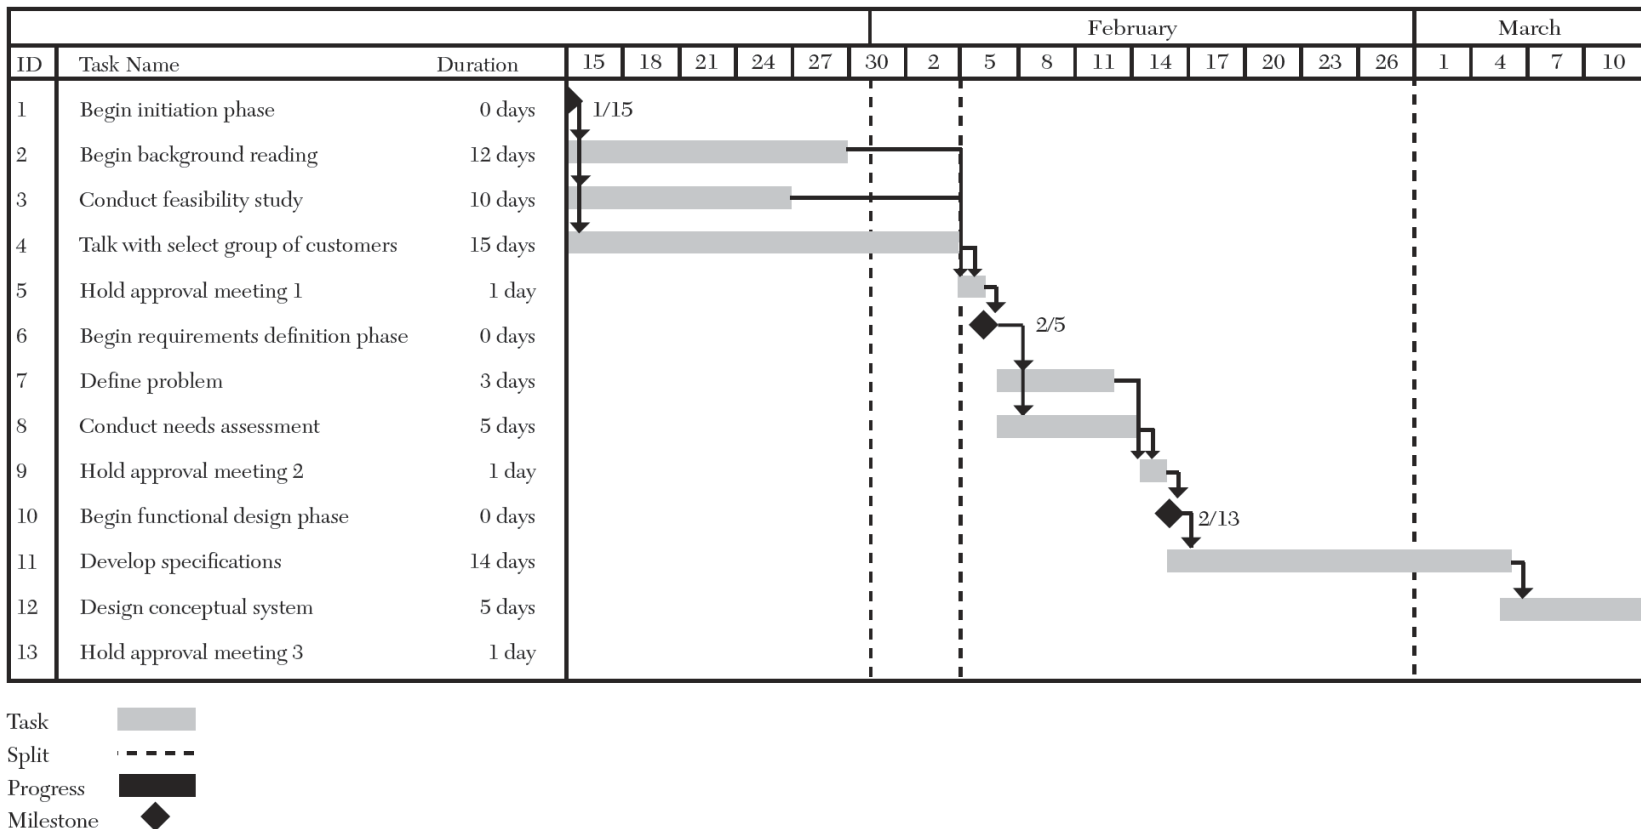 February March
ID Task Name Duration 15 18 21 24 27 30 2 5 8 11 14 17 20 23 26 1 4 7 10
1 Begin initiation phase 0 days 1/15
2 Begin background reading 12 days
3 Conduct feasibility study 10 days
4 Talk with select group of customers 15 days
5 Hold approval meeting 1 1 day
6 Begin requirements definition phase 0 days 2/5
7 Define problem 3 days
8 Conduct needs assessment 5 days
9 Hold approval meeting 2 1 day
10 Begin functional design phase 0 days 2/13
11 Develop specifications 14 days
12 Design conceptual system 5 days
13 Hold approval meeting 3 1 day
Task
Split
Progress
Milestone